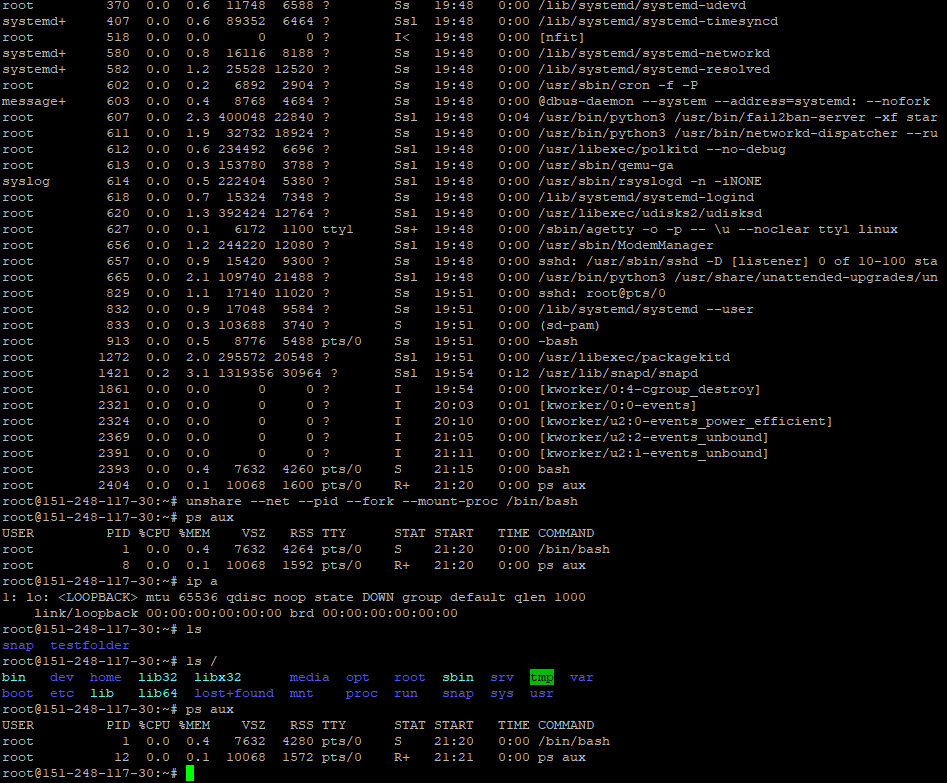 root         370  0.0  0.6  11748  6588 ?        Ss   19:48   0:00 /lib/systemd/systemd-udevd
systemd+     407  0.0  0.6  89352  6464 ?        Ssl  19:48   0:00 /lib/systemd/systemd-timesyncd
root         518  0.0  0.0      0     0 ?        I<   19:48   0:00 [nfit]
systemd+     580  0.0  0.8  16116  8188 ?        Ss   19:48   0:00 /lib/systemd/systemd-networkd
systemd+     582  0.0  1.2  25528 12520 ?        Ss   19:48   0:00 /lib/systemd/systemd-resolved
root         602  0.0  0.2   6892  2904 ?        Ss   19:48   0:00 /usr/sbin/cron -f -P
message+     603  0.0  0.4   8768  4684 ?        Ss   19:48   0:00 @dbus-daemon --system --address=systemd: --nofork
root         607  0.0  2.3 400048 22840 ?        Ssl  19:48   0:04 /usr/bin/python3 /usr/bin/fail2ban-server -xf star
root         611  0.0  1.9  32732 18924 ?        Ss   19:48   0:00 /usr/bin/python3 /usr/bin/networkd-dispatcher --ru
root         612  0.0  0.6 234492  6696 ?        Ssl  19:48   0:00 /usr/libexec/polkitd --no-debug
root         613  0.0  0.3 153780  3788 ?        Ssl  19:48   0:00 /usr/sbin/qemu-ga
syslog       614  0.0  0.5 222404  5380 ?        Ssl  19:48   0:00 /usr/sbin/rsyslogd -n -iNONE
root         618  0.0  0.7  15324  7348 ?        Ss   19:48   0:00 /lib/systemd/systemd-logind
root         620  0.0  1.3 392424 12764 ?        Ssl  19:48   0:00 /usr/libexec/udisks2/udisksd
root         627  0.0  0.1   6172  1100 tty1     Ss+  19:48   0:00 /sbin/agetty -o -p -- \u --noclear tty1 linux
root         656  0.0  1.2 244220 12080 ?        Ssl  19:48   0:00 /usr/sbin/ModemManager
root         657  0.0  0.9  15420  9300 ?        Ss   19:48   0:00 sshd: /usr/sbin/sshd -D [listener] 0 of 10-100 sta
root         665  0.0  2.1 109740 21488 ?        Ssl  19:48   0:00 /usr/bin/python3 /usr/share/unattended-upgrades/un
root         829  0.0  1.1  17140 11020 ?        Ss   19:51   0:00 sshd: root@pts/0
root         832  0.0  0.9  17048  9584 ?        Ss   19:51   0:00 /lib/systemd/systemd --user
root         833  0.0  0.3 103688  3740 ?        S    19:51   0:00 (sd-pam)
root         913  0.0  0.5   8776  5488 pts/0    Ss   19:51   0:00 -bash
root        1272  0.0  2.0 295572 20548 ?        Ssl  19:51   0:00 /usr/libexec/packagekitd
root        1421  0.2  3.1 1319356 30964 ?       Ssl  19:54   0:12 /usr/lib/snapd/snapd
root        1861  0.0  0.0      0     0 ?        I    19:54   0:00 [kworker/0:4-cgroup_destroy]
root        2321  0.0  0.0      0     0 ?        I    20:03   0:01 [kworker/0:0-events]
root        2324  0.0  0.0      0     0 ?        I    20:10   0:00 [kworker/u2:0-events_power_efficient]
root        2369  0.0  0.0      0     0 ?        I    21:05   0:00 [kworker/u2:2-events_unbound]
root        2391  0.0  0.0      0     0 ?        I    21:11   0:00 [kworker/u2:1-events_unbound]
root        2393  0.0  0.4   7632  4260 pts/0    S    21:15   0:00 bash
root        2404  0.0  0.1  10068  1600 pts/0    R+   21:20   0:00 ps aux
root@151-248-117-30:~# unshare --net --pid --fork --mount-proc /bin/bash
root@151-248-117-30:~# ps aux
USER         PID %CPU %MEM    VSZ   RSS TTY      STAT START   TIME COMMAND
root           1  0.0  0.4   7632  4264 pts/0    S    21:20   0:00 /bin/bash
root           8  0.0  0.1  10068  1592 pts/0    R+   21:20   0:00 ps aux
root@151-248-117-30:~# ip a
1: lo: <LOOPBACK> mtu 65536 qdisc noop state DOWN group default qlen 1000
    link/loopback 00:00:00:00:00:00 brd 00:00:00:00:00:00
root@151-248-117-30:~# ls
snap  testfolder
root@151-248-117-30:~# ls /
bin   dev  home  lib32  libx32      media  opt   root  sbin  srv  tmp  var
boot  etc  lib   lib64  lost+found  mnt    proc  run   snap  sys  usr
root@151-248-117-30:~# ps aux
USER         PID %CPU %MEM    VSZ   RSS TTY      STAT START   TIME COMMAND
root           1  0.0  0.4   7632  4280 pts/0    S    21:20   0:00 /bin/bash
root          12  0.0  0.1  10068  1572 pts/0    R+   21:21   0:00 ps aux
root@151-248-117-30:~#